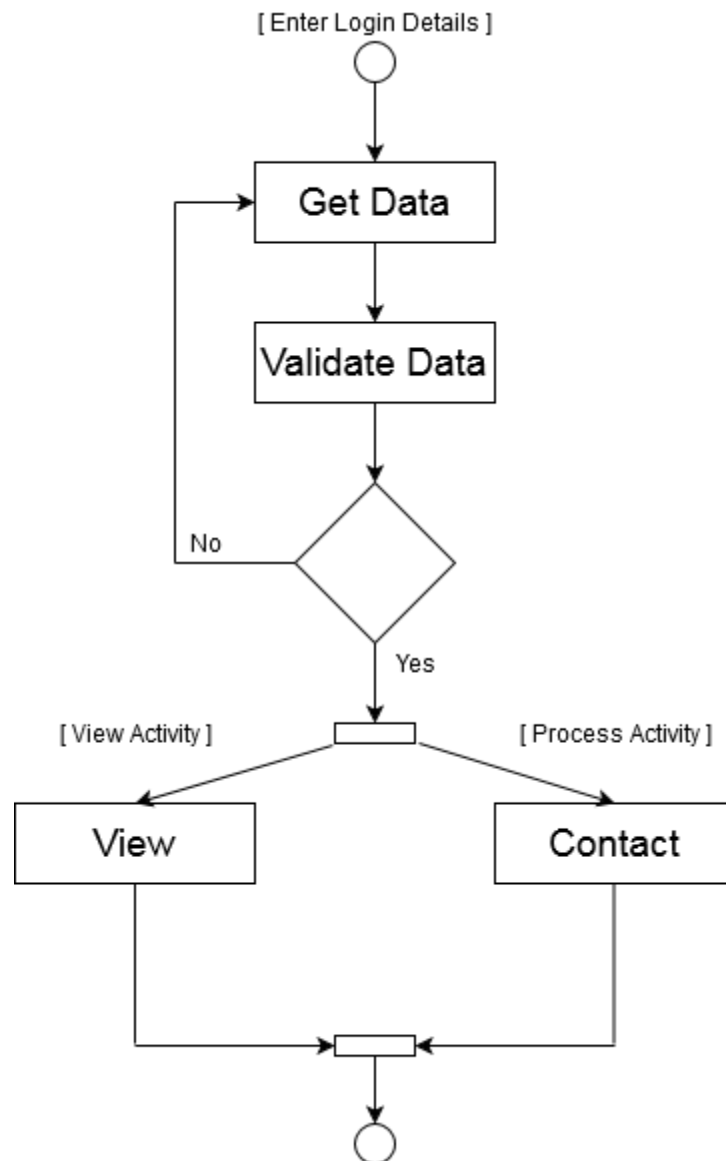 [ Enter Login Details ]
Get Data
Validate Data
No
Yes
[ View Activity ]
[ Process Activity ]
View
Contact